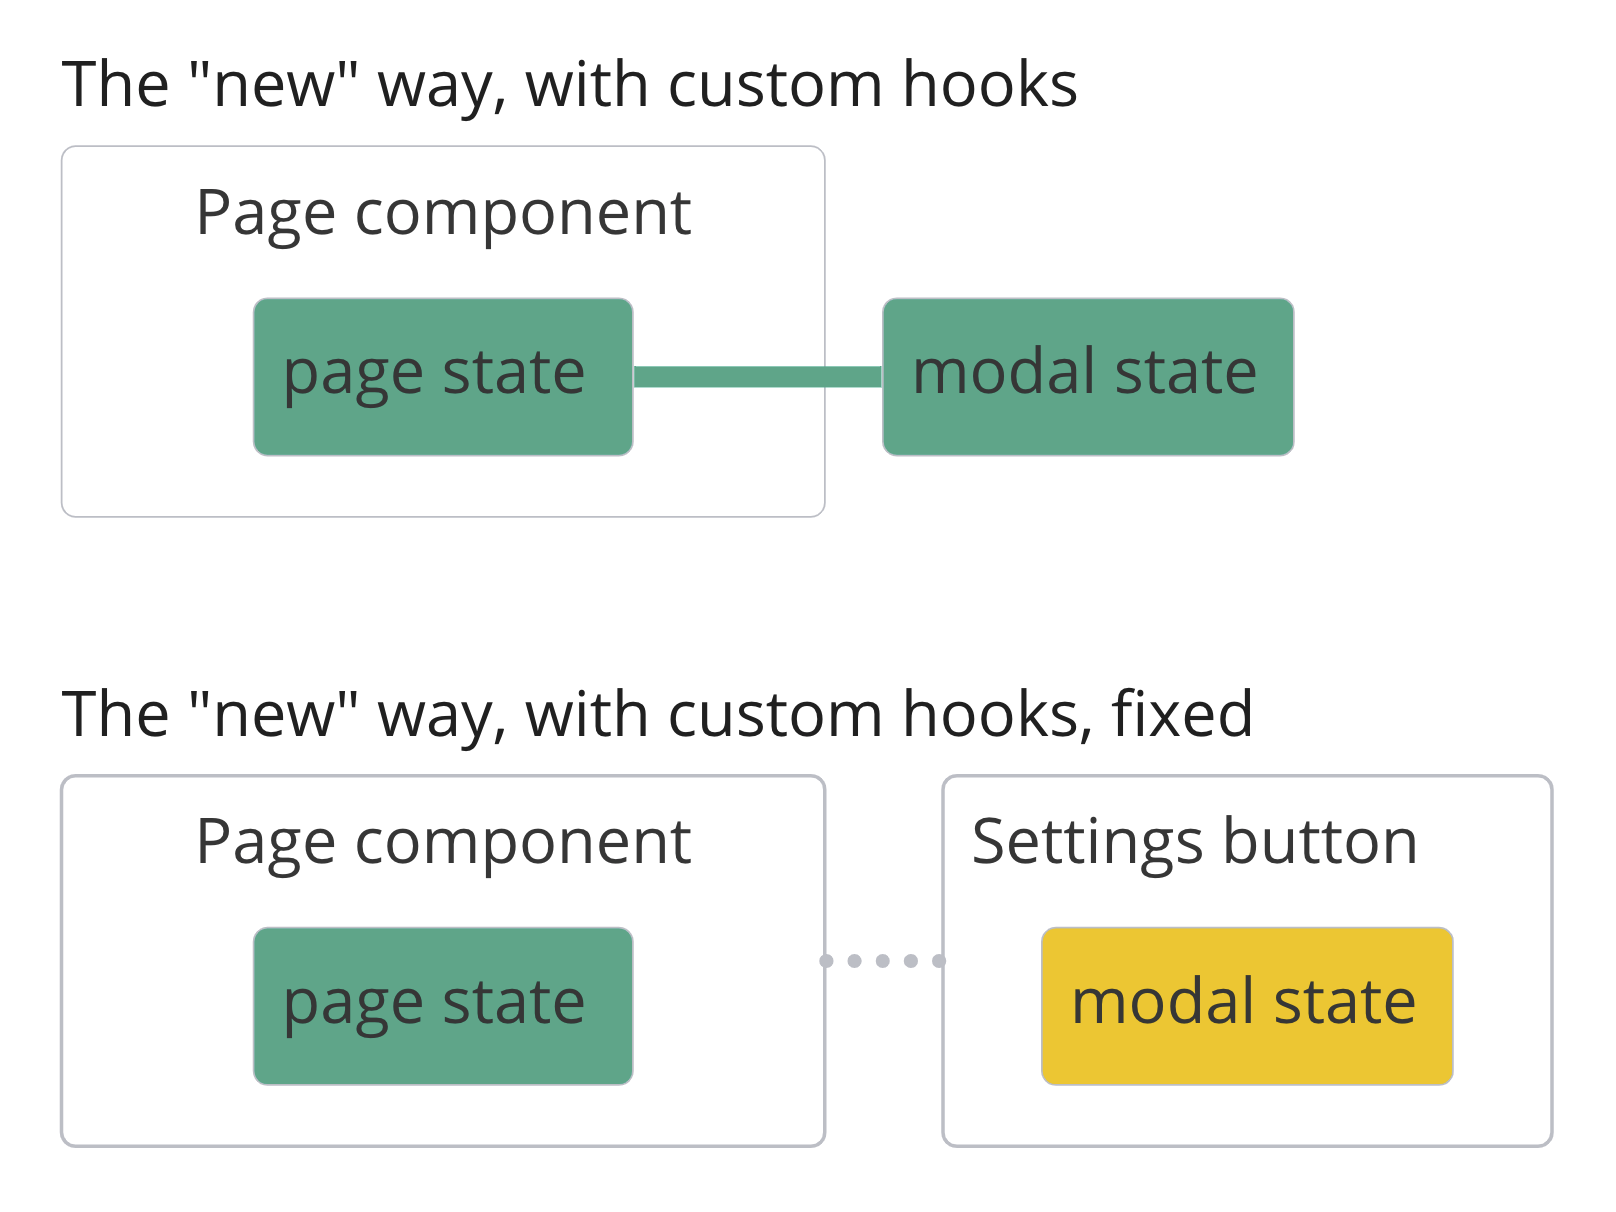 The "new" way, with custom hooks
Page component
page state
modal state
The "new" way, with custom hooks, fixed
Page component
Settings button
page state
modal state